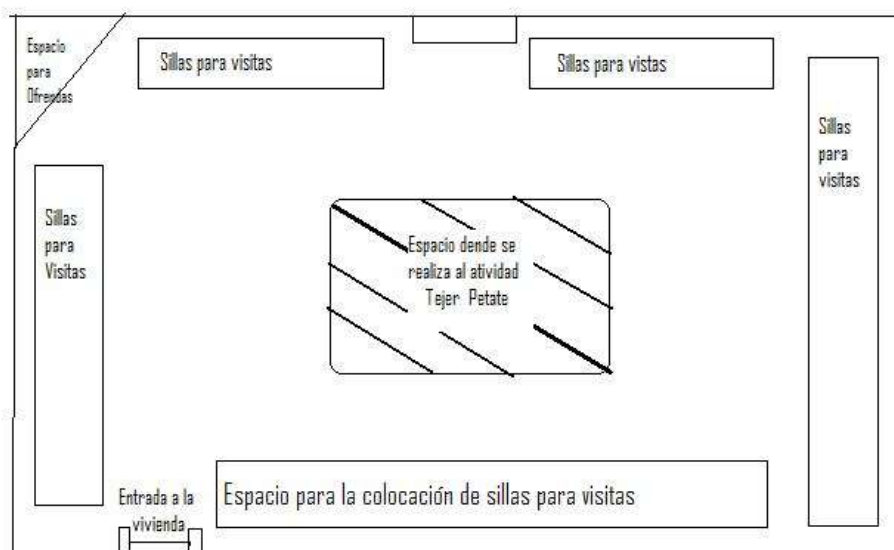 Espacio
para
Ofrendas
Sillas para visitas
Sillas para vistas
Sillas
para
visitas
Sillas
para
Visitas
Espacio dende se
realiza al atividad
Tejer Petate
Entrada a la
vivienda
Espacio para la colocación de sillas para visitas